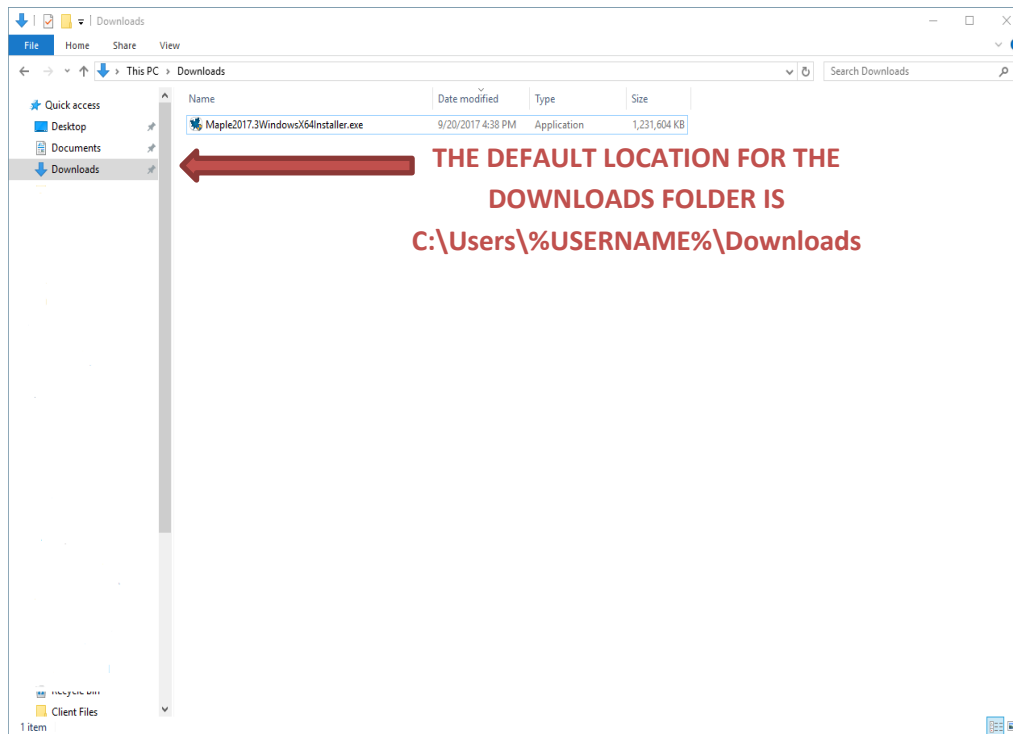 Downloads
File Home Share View
This PC Downloads
Search Downloads
Name Date modified Type Size
Quick access
Desktop
Documents
Downloads
Maple2017.3WindowsX64Installer.exe 9/20/2017 4:38 PM Application 1,231,604 KB
THE DEFAULT LOCATION FOR THE
DOWNLOADS FOLDER IS
C:\Users\%USERNAME%\Downloads
Recycle Bin
Client Files
1 item